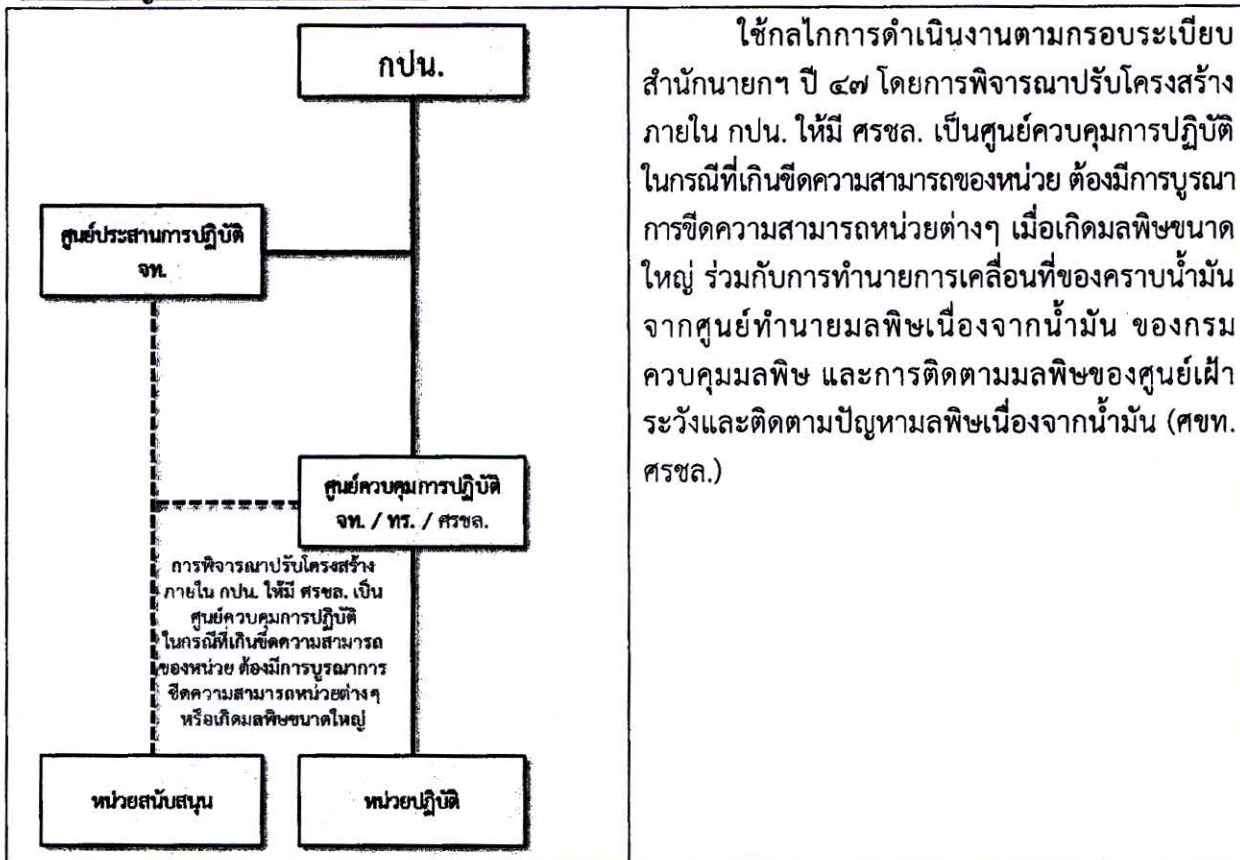 กปน.
ศูนย์ประสานการปฏิบัติ
จท.
ศูนย์ควบคุมการปฏิบัติ
จท. / ทร. / ศรชล.
การพิจารณาปรับโครงสร้าง
ภายใน กปน. ให้มี ศรชล. เป็น
ศูนย์ควบคุมการปฏิบัติ
ในกรณีที่เกินขีดความสามารถ
ของหน่วย ต้องมีการบูรณาการ
ขีดความสามารถหน่วยต่างๆ
หรือเกิดมลพิษขนาดใหญ่
หน่วยสนับสนุน
หน่วยปฏิบัติ
ใช้กลไกการดำเนินงานตามกรอบระเบียบ
สำนักนายกฯ ปี ๔๗ โดยการพิจารณาปรับโครงสร้าง
ภายใน กปน. ให้มี ศรชล. เป็นศูนย์ควบคุมการปฏิบัติ
ในกรณีที่เกินขีดความสามารถของหน่วย ต้องมีการบูรณา
การขีดความสามารถหน่วยต่างๆ เมื่อเกิดมลพิษขนาด
ใหญ่ ร่วมกับการทำนายการเคลื่อนที่ของคราบน้ำมัน
จากศูนย์ทำนายมลพิษเนื่องจากน้ำมัน ของกรม
ควบคุมมลพิษ และการติดตามมลพิษของศูนย์เฝ้า
ระวังและติดตามปัญหามลพิษเนื่องจากน้ำมัน (ศขท.
ศรชล.)